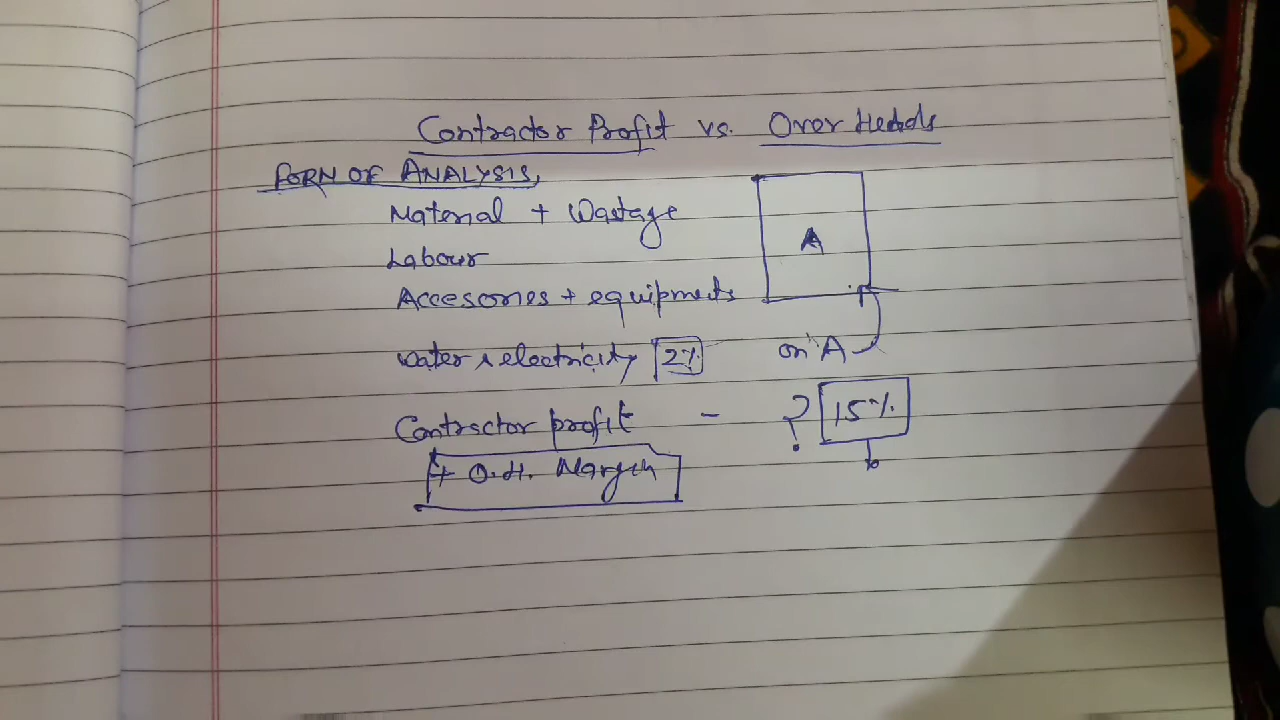 Contractor Profit vs. Over Heads
FORM OF ANALYSIS,
Material + Wastage
A
Labour
Accesories + equipments
water & electricity 2% on A
Contractor profit - ? 15%
+ O.H. Margin